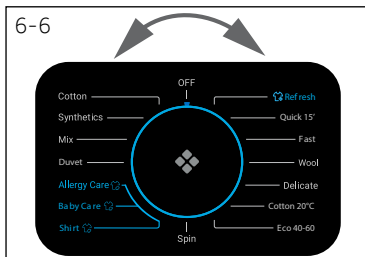 6-6
OFF
Cotton
Synthetics
Mix
Duvet
Allergy Care
Baby Care
Shirt
Refresh
Quick 15'
Fast
Wool
Delicate
Cotton 20°C
Eco 40-60
Spin